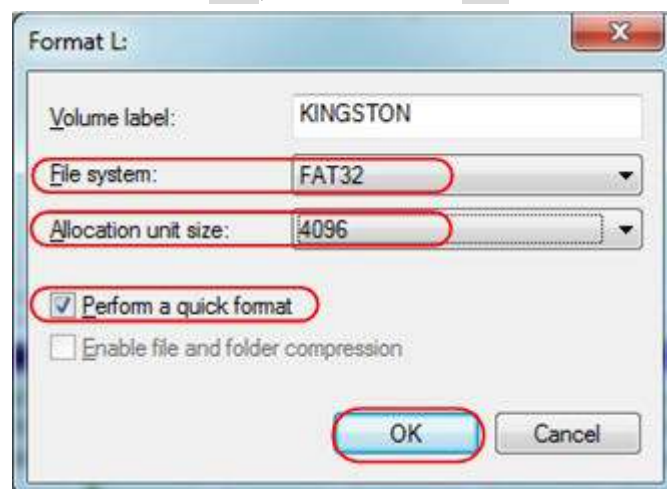 Format L:
Volume label: KINGSTON
File system: FAT32
Allocation unit size: 4096
Perform a quick format
Enable file and folder compression
OK Cancel